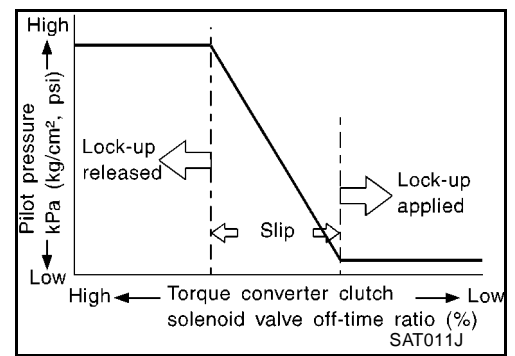 High
Pilot pressure
kPa (kg/cm², psi)
Lock-up
released
Lock-up
applied
Slip
Low
High
Torque converter clutch
Low
solenoid valve off-time ratio (%)
SAT011J